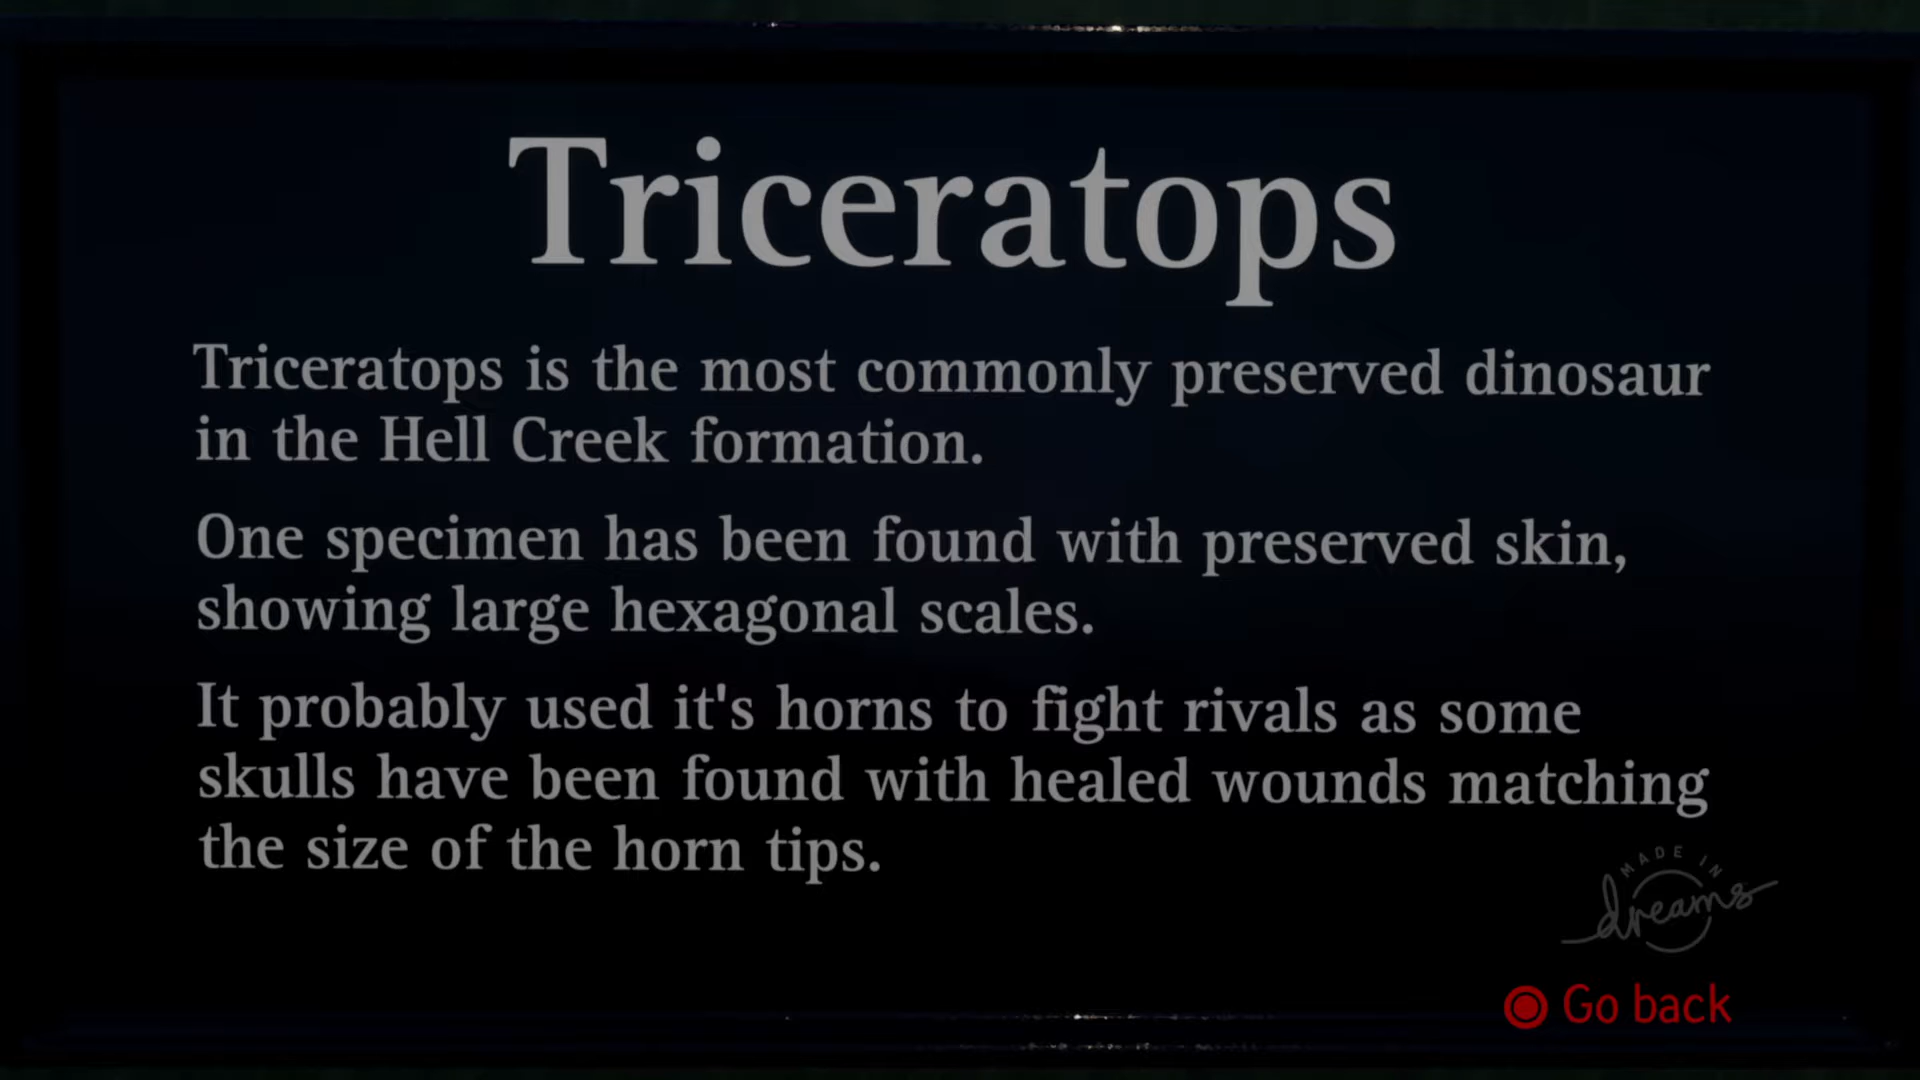 Triceratops
Triceratops is the most commonly preserved dinosaur
in the Hell Creek formation.
One specimen has been found with preserved skin,
showing large hexagonal scales.
It probably used it's horns to fight rivals as some
skulls have been found with healed wounds matching
the size of the horn tips.
MADE IN
dreams
Go back